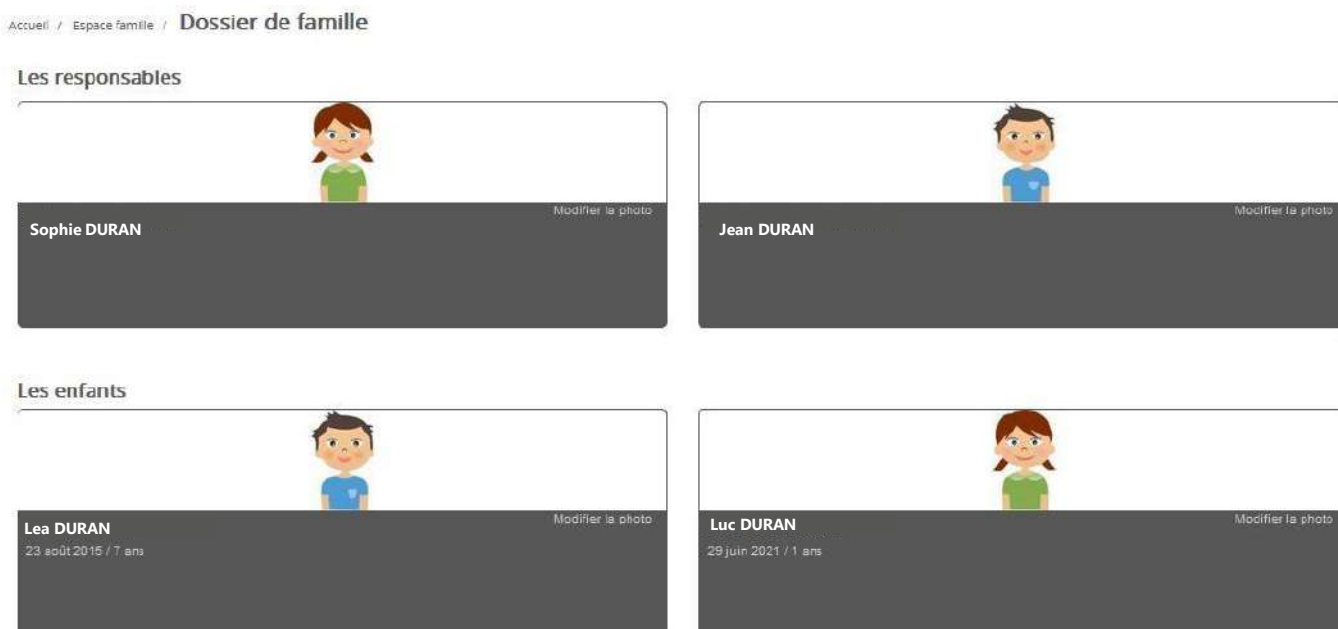 Accueil / Espace famille / Dossier de famille
Les responsables
Modifier la photo
Sophie DURAN
Modifier la photo
Jean DURAN
Les enfants
Modifier la photo
Lea DURAN
23 août 2015 / 7 ans
Modifier la photo
Luc DURAN
29 juin 2021 / 1 ans